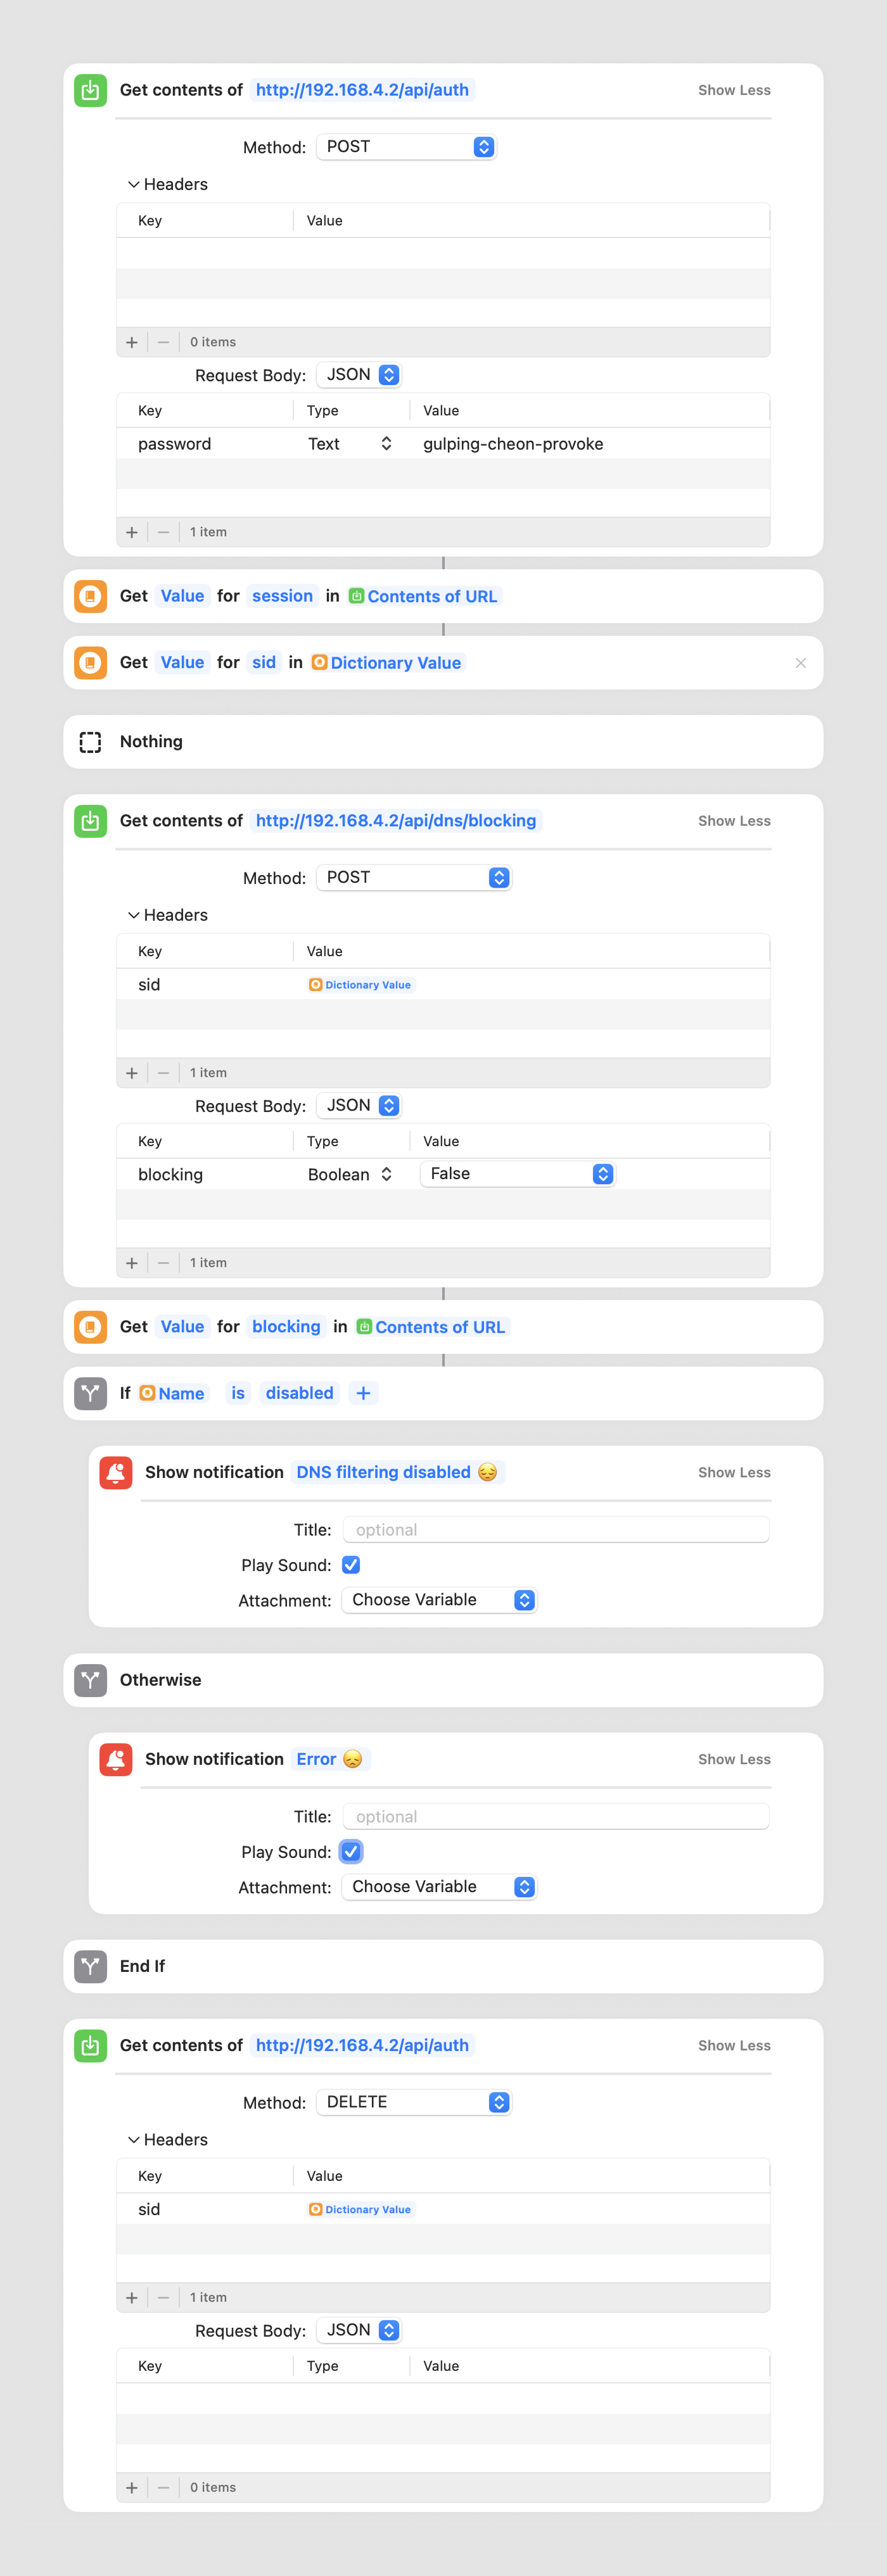 Get contents of http://192.168.4.2/api/auth Show Less
Method: POST
Headers
Key Value
+ − 0 items
Request Body: JSON
Key Type Value
password Text gulping-cheon-provoke
+ − 1 item
Get Value for session in Contents of URL
Get Value for sid in Dictionary Value
Nothing
Get contents of http://192.168.4.2/api/dns/blocking Show Less
Method: POST
Headers
Key Value
sid Dictionary Value
+ − 1 item
Request Body: JSON
Key Type Value
blocking Boolean False
+ − 1 item
Get Value for blocking in Contents of URL
If Name is disabled +
Show notification DNS filtering disabled 😔 Show Less
Title: optional
Play Sound:
Attachment: Choose Variable
Otherwise
Show notification Error 😞 Show Less
Title: optional
Play Sound:
Attachment: Choose Variable
End If
Get contents of http://192.168.4.2/api/auth Show Less
Method: DELETE
Headers
Key Value
sid Dictionary Value
+ − 1 item
Request Body: JSON
Key Type Value
+ − 0 items